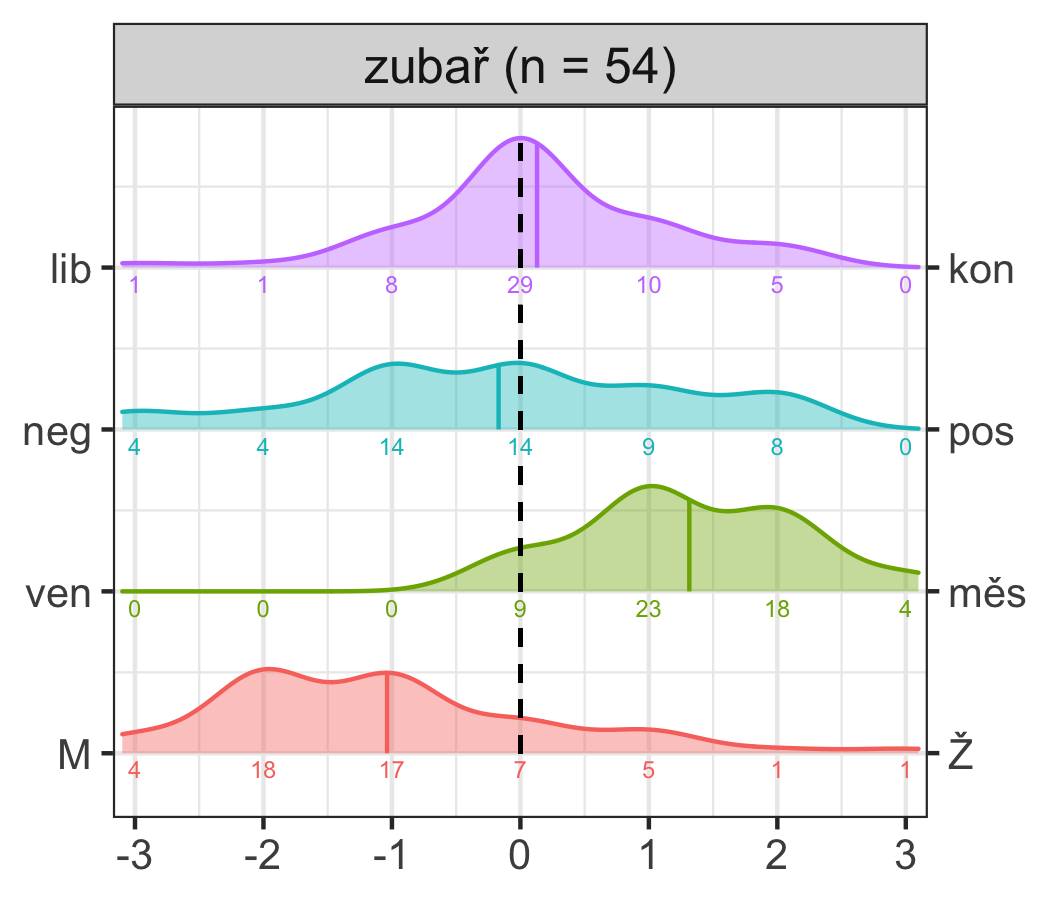 zubař (n = 54)
lib kon
1 1 8 29 10 5 0
neg pos
4 4 14 14 9 8 0
ven měs
0 0 0 9 23 18 4
M Ž
4 18 17 7 5 1 1
-3 -2 -1 0 1 2 3